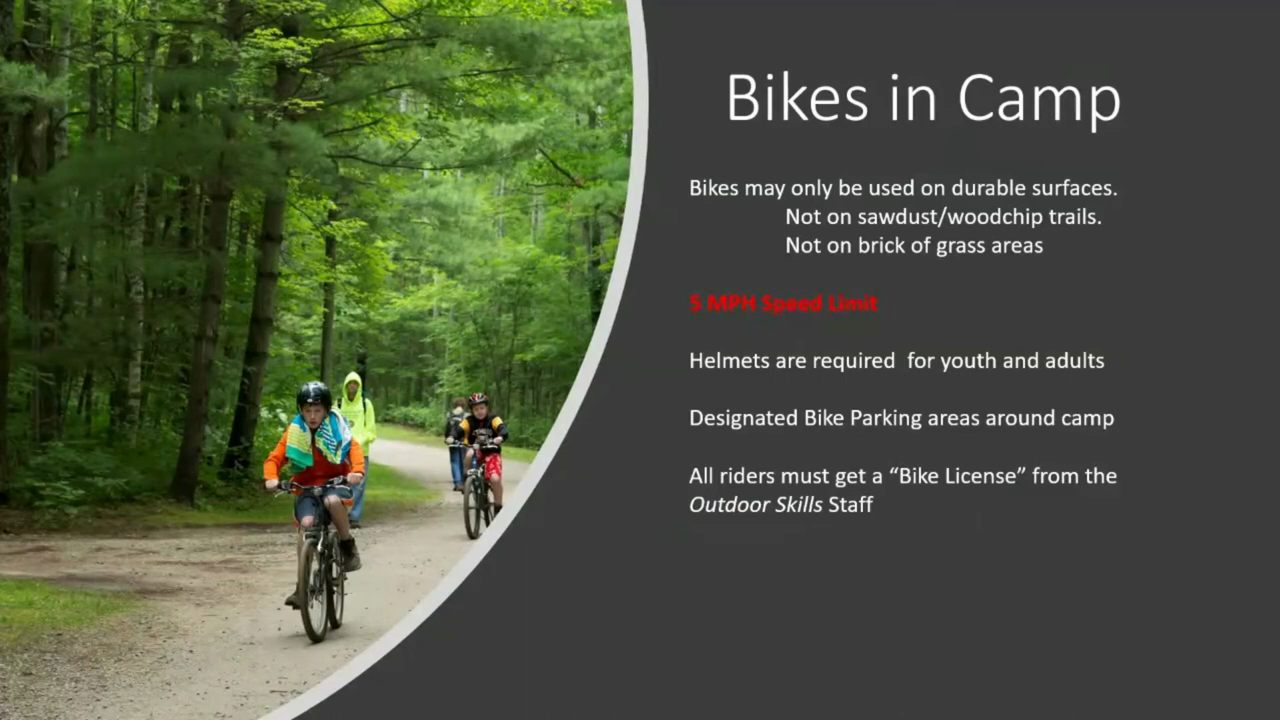 Bikes in Camp
Bikes may only be used on durable surfaces.
Not on sawdust/woodchip trails.
Not on brick of grass areas
5 MPH Speed Limit
Helmets are required  for youth and adults
Designated Bike Parking areas around camp
All riders must get a “Bike License” from the
Outdoor Skills Staff